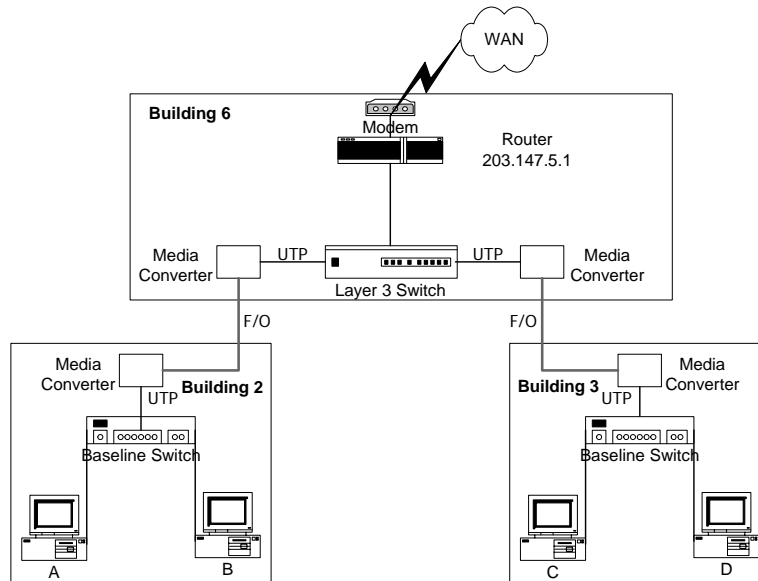 WAN
Building 6
Modem
Router
203.147.5.1
Media
Converter
UTP
UTP
Media
Converter
Layer 3 Switch
F/O
F/O
Media
Converter
Building 2
UTP
Baseline Switch
A
B
Building 3
Media
Converter
UTP
Baseline Switch
C
D